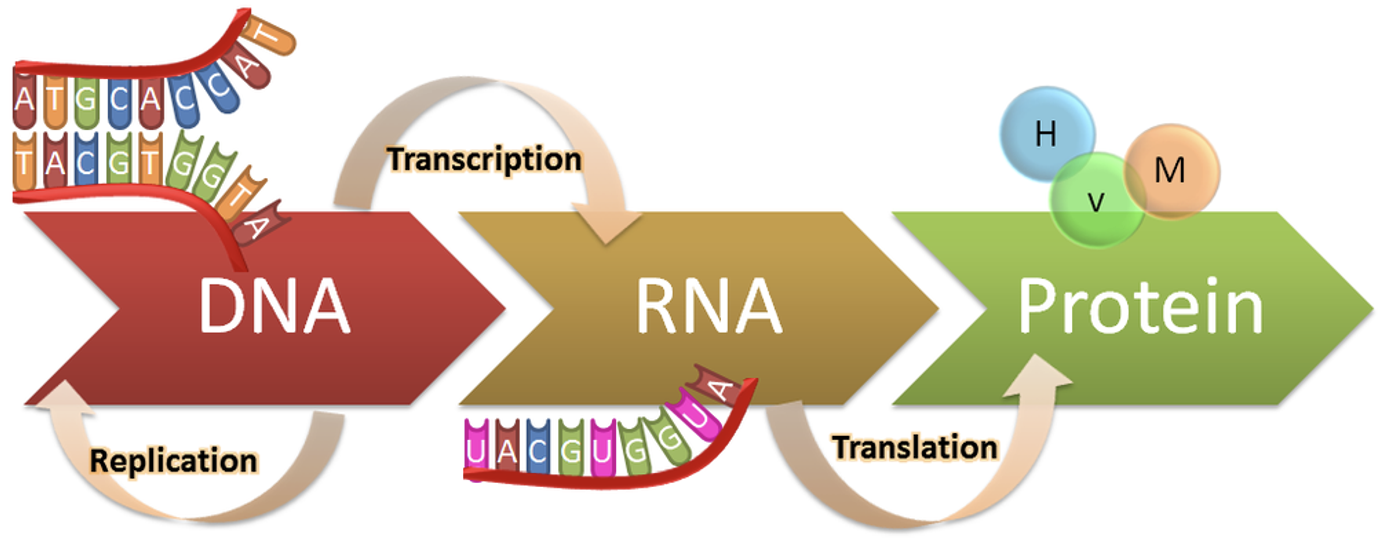 ATGCACCAT
TACGTGGTA
Transcription
H
v
M
DNA
RNA
Protein
UACGUGGUA
Replication
Translation